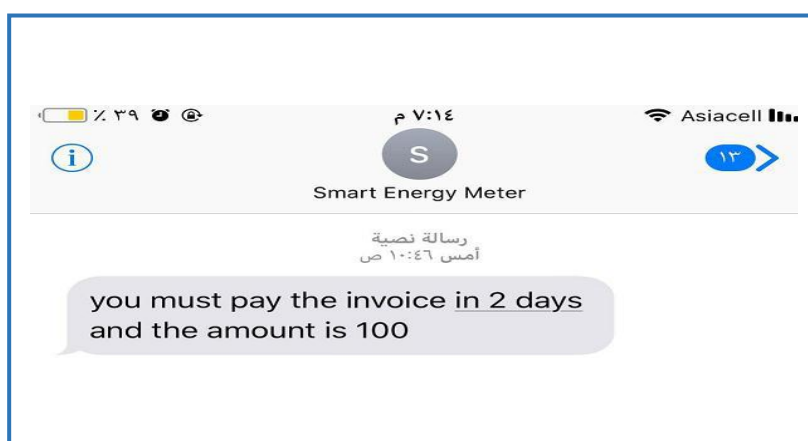 ٪ ٣٩
٧:١٤ م
Asiacell
S
١٣
Smart Energy Meter
رسالة نصية
أمس ١٠:٤٦ ص
you must pay the invoice in 2 days
and the amount is 100